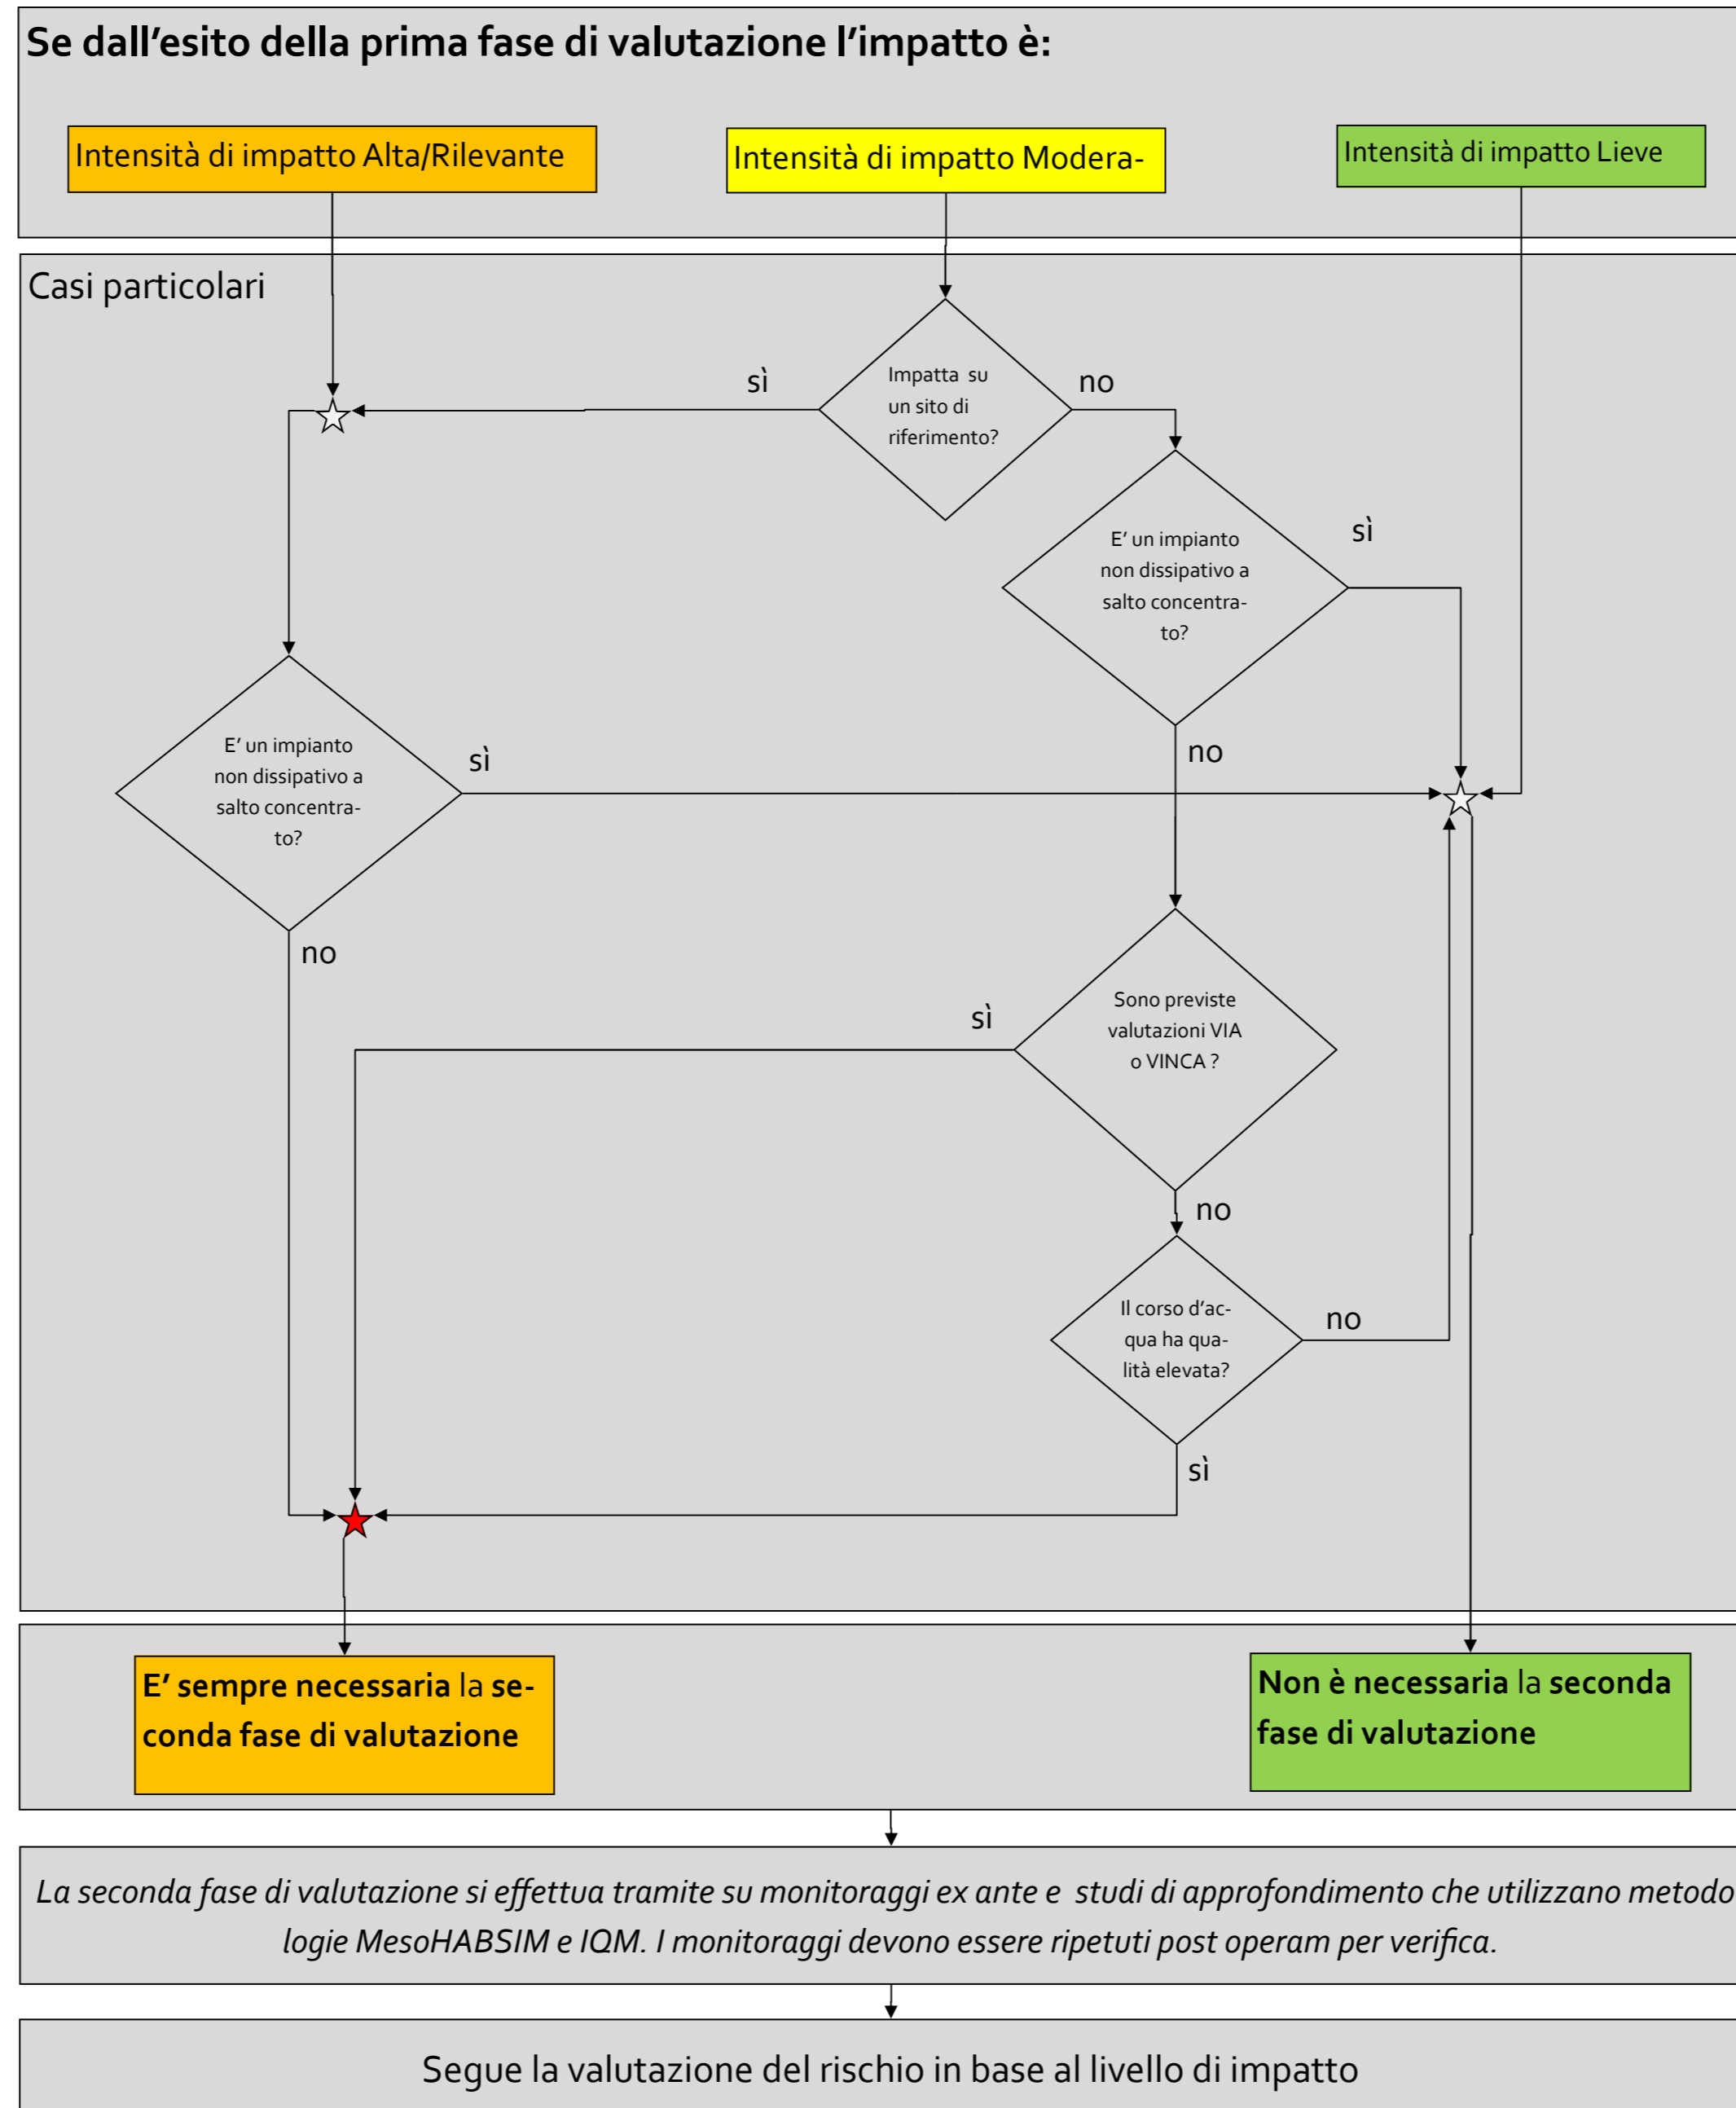 Se dall’esito della prima fase di valutazione l’impatto è:
Intensità di impatto Alta/Rilevante
Intensità di impatto Modera-
Intensità di impatto Lieve
Casi particolari
sì
Impatta su
un sito di
riferimento?
no
E’ un impianto
non dissipativo a
salto concentra-
to?
sì
no
E’ un impianto
non dissipativo a
salto concentra-
to?
sì
no
Sono previste
valutazioni VIA
o VINCA ?
sì
no
Il corso d’ac-
qua ha qua-
lità elevata?
no
sì
E’ sempre necessaria la se-
conda fase di valutazione
Non è necessaria la seconda
fase di valutazione
La seconda fase di valutazione si effettua tramite su monitoraggi ex ante e studi di approfondimento che utilizzano metodo
logie MesoHABSIM e IQM. I monitoraggi devono essere ripetuti post operam per verifica.
Segue la valutazione del rischio in base al livello di impatto